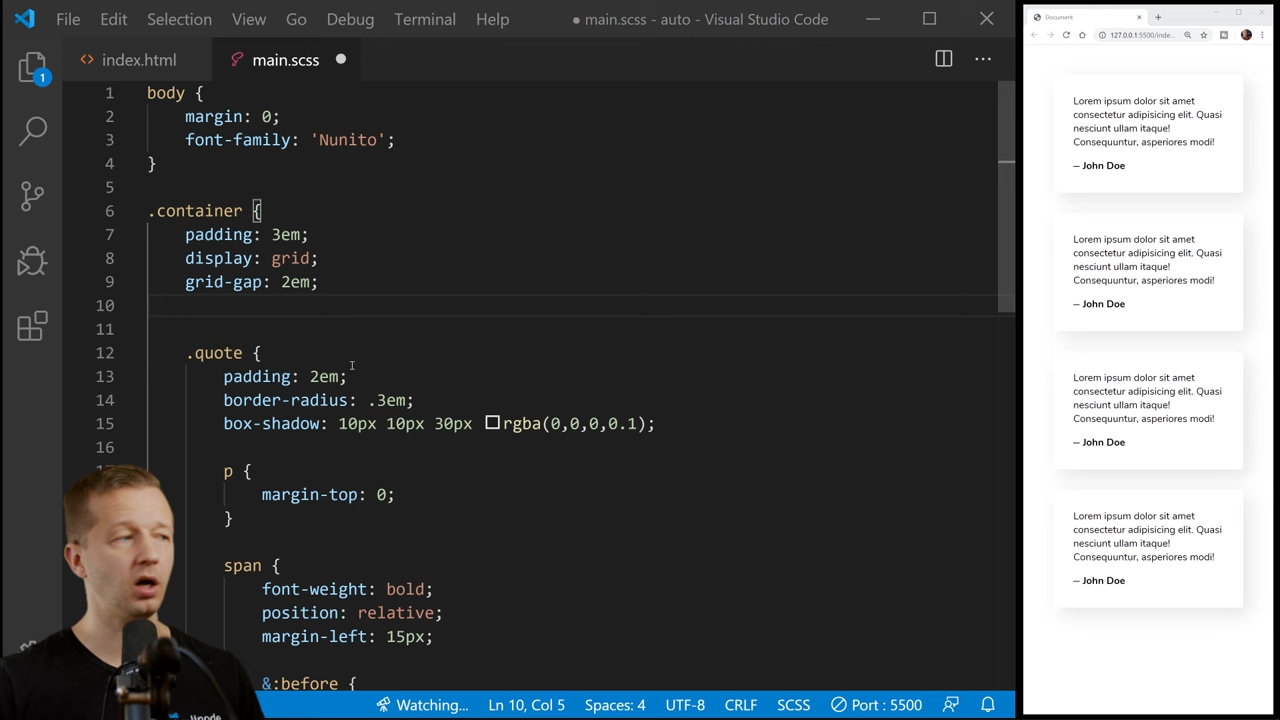 File Edit Selection View Go Debug Terminal Help
● main.scss - auto - Visual Studio Code
index.html
main.scss
1 body {
2 margin: 0;
3 font-family: 'Nunito';
4 }
5
6 .container {
7 padding: 3em;
8 display: grid;
9 grid-gap: 2em;
10
11
12 .quote {
13 padding: 2em;
14 border-radius: .3em;
15 box-shadow: 10px 10px 30px rgba(0,0,0,0.1);
16
p {
margin-top: 0;
}
span {
font-weight: bold;
position: relative;
margin-left: 15px;
&:before {
1
Watching... Ln 10, Col 5 Spaces: 4 UTF-8 CRLF SCSS Port : 5500
Document
127.0.0.1:5500/inde...
Lorem ipsum dolor sit amet
consectetur adipisicing elit. Quasi
nesciunt ullam itaque!
Consequuntur, asperiores modi!
— John Doe
Lorem ipsum dolor sit amet
consectetur adipisicing elit. Quasi
nesciunt ullam itaque!
Consequuntur, asperiores modi!
— John Doe
Lorem ipsum dolor sit amet
consectetur adipisicing elit. Quasi
nesciunt ullam itaque!
Consequuntur, asperiores modi!
— John Doe
Lorem ipsum dolor sit amet
consectetur adipisicing elit. Quasi
nesciunt ullam itaque!
Consequuntur, asperiores modi!
— John Doe